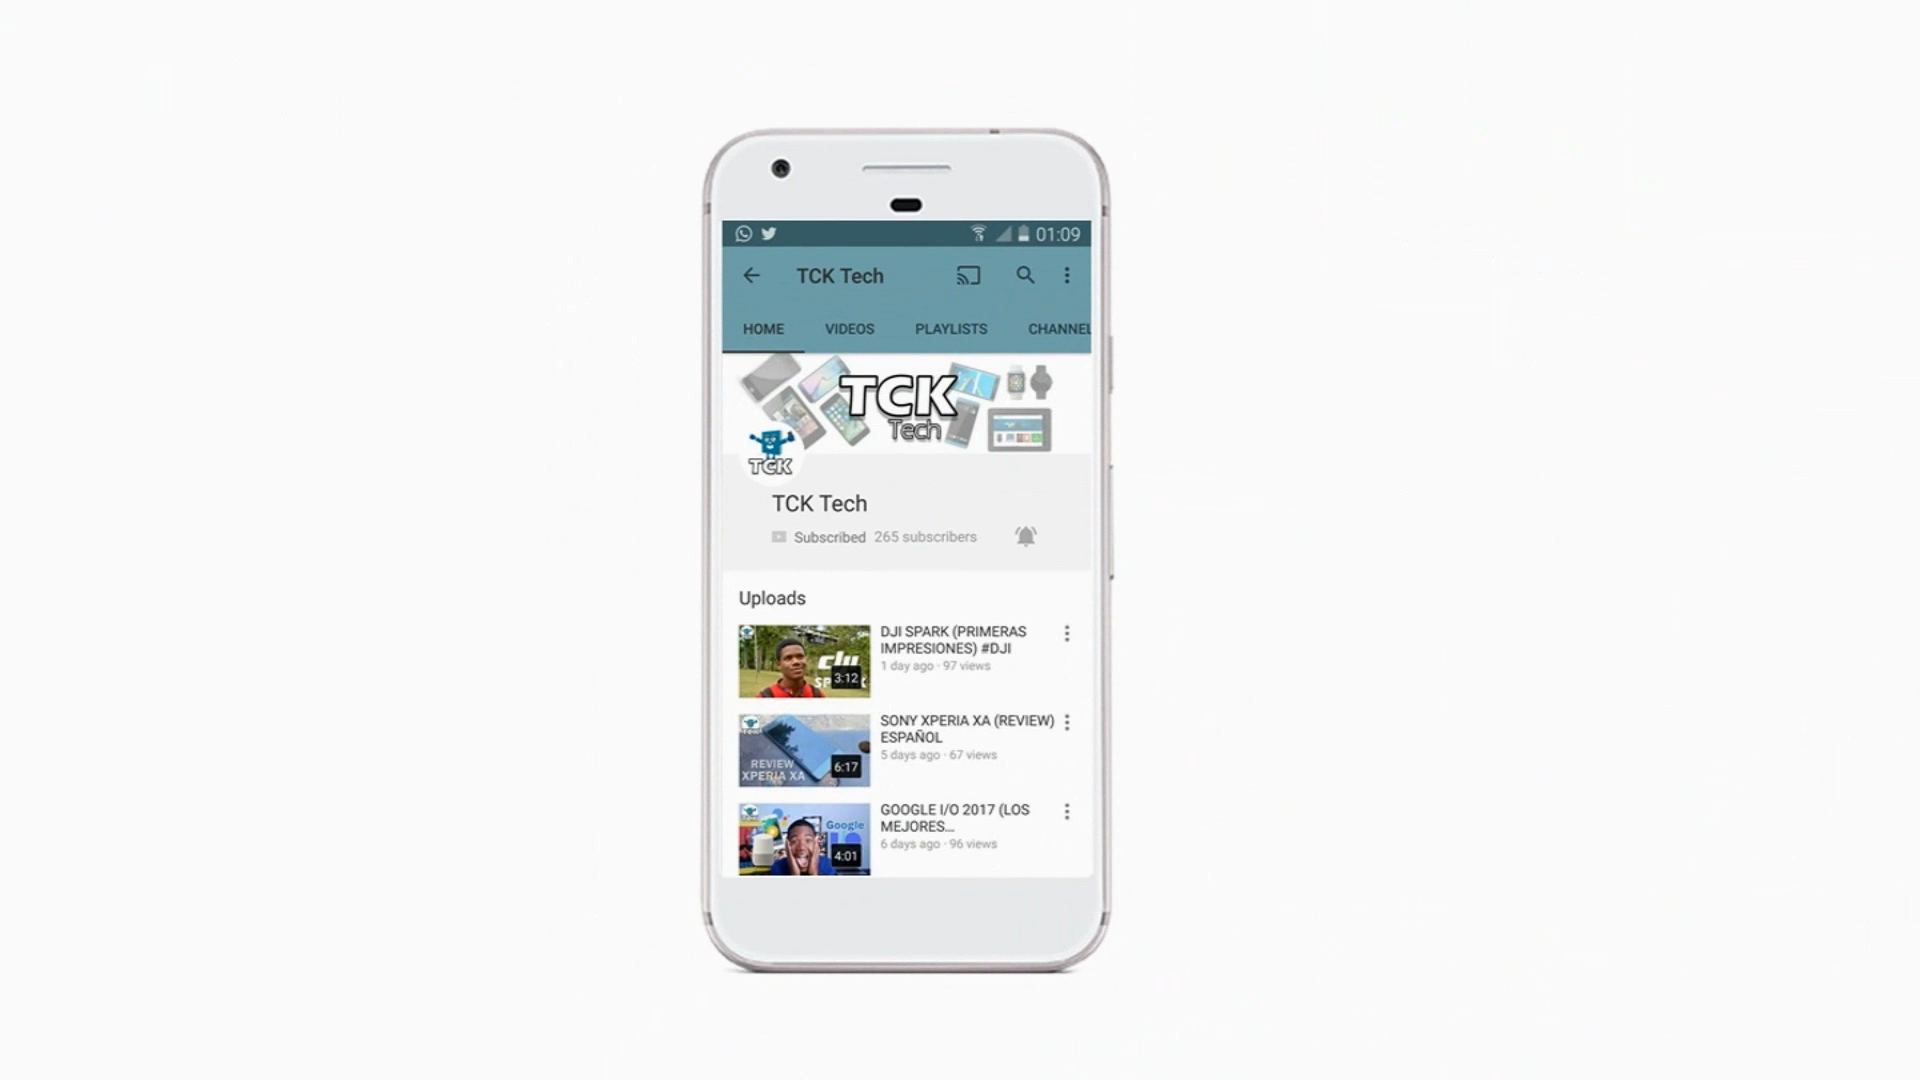 01:09
TCK Tech
HOME VIDEOS PLAYLISTS CHANNEL
TCK
Tech
TCK
TCK Tech
Subscribed 265 subscribers
Uploads
DJI SPARK (PRIMERAS
IMPRESIONES) #DJI
1 day ago · 97 views
3:12
SONY XPERIA XA (REVIEW)
ESPAÑOL
5 days ago · 67 views
REVIEW
XPERIA XA
6:17
GOOGLE I/O 2017 (LOS
MEJORES...
6 days ago · 96 views
Google
4:01